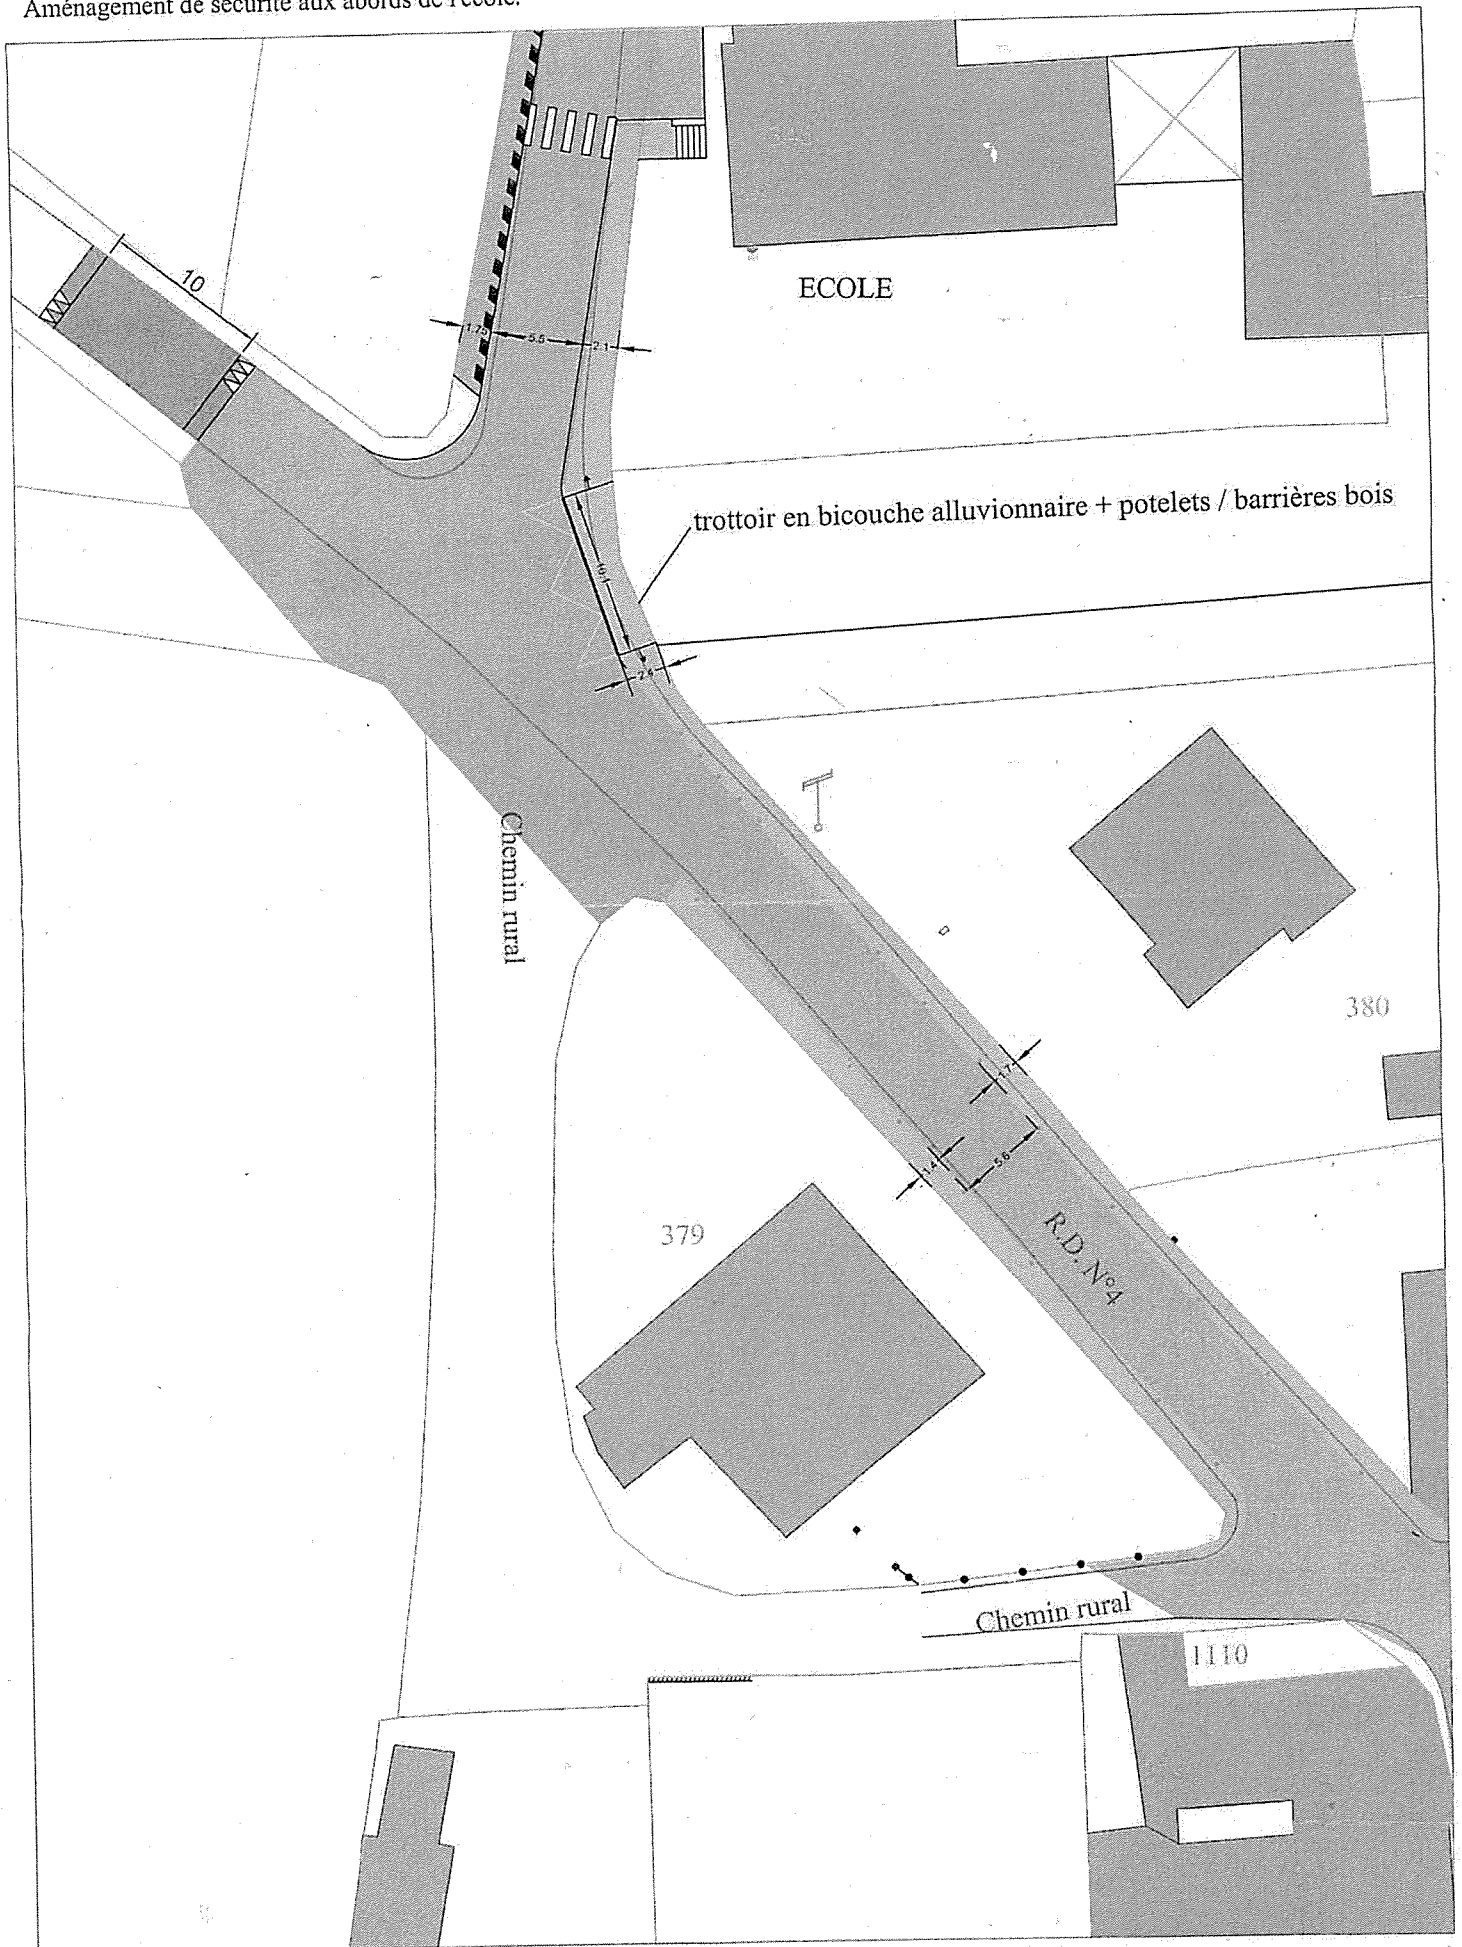 Aménagement de sécurité aux abords de l'école.
10
1.75
5.5
2.1
ECOLE
trottoir en bicouche alluvionnaire + potelets / barrières bois
2.4
Chemin rural
380
1.7
1.4
5.6
379
R.D. N°4
Chemin rural
1110